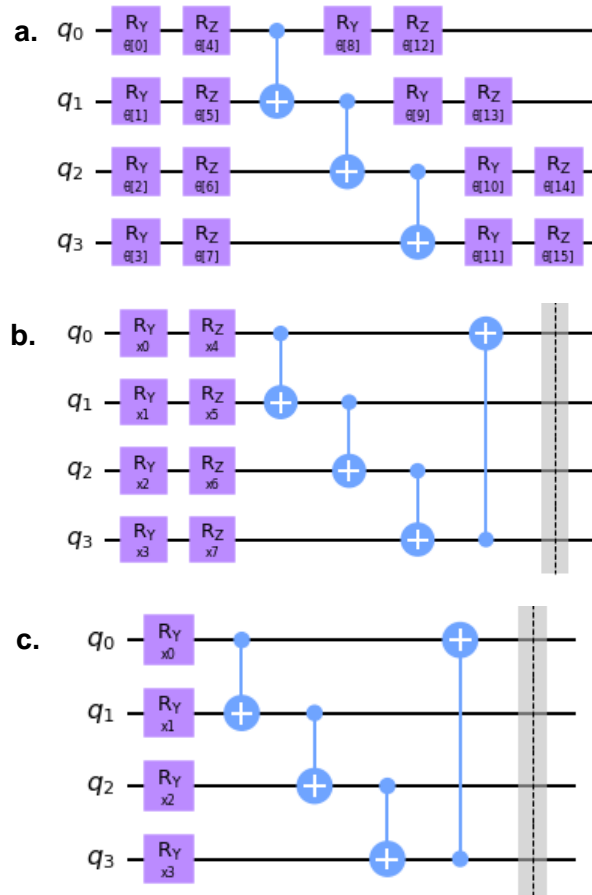 a.
q0 RY θ[0] RZ θ[4] RY θ[8] RZ θ[12]
q1 RY θ[1] RZ θ[5] RY θ[9] RZ θ[13]
q2 RY θ[2] RZ θ[6] RY θ[10] RZ θ[14]
q3 RY θ[3] RZ θ[7] RY θ[11] RZ θ[15]
b.
q0 RY x0 RZ x4
q1 RY x1 RZ x5
q2 RY x2 RZ x6
q3 RY x3 RZ x7
c.
q0 RY x0
q1 RY x1
q2 RY x2
q3 RY x3